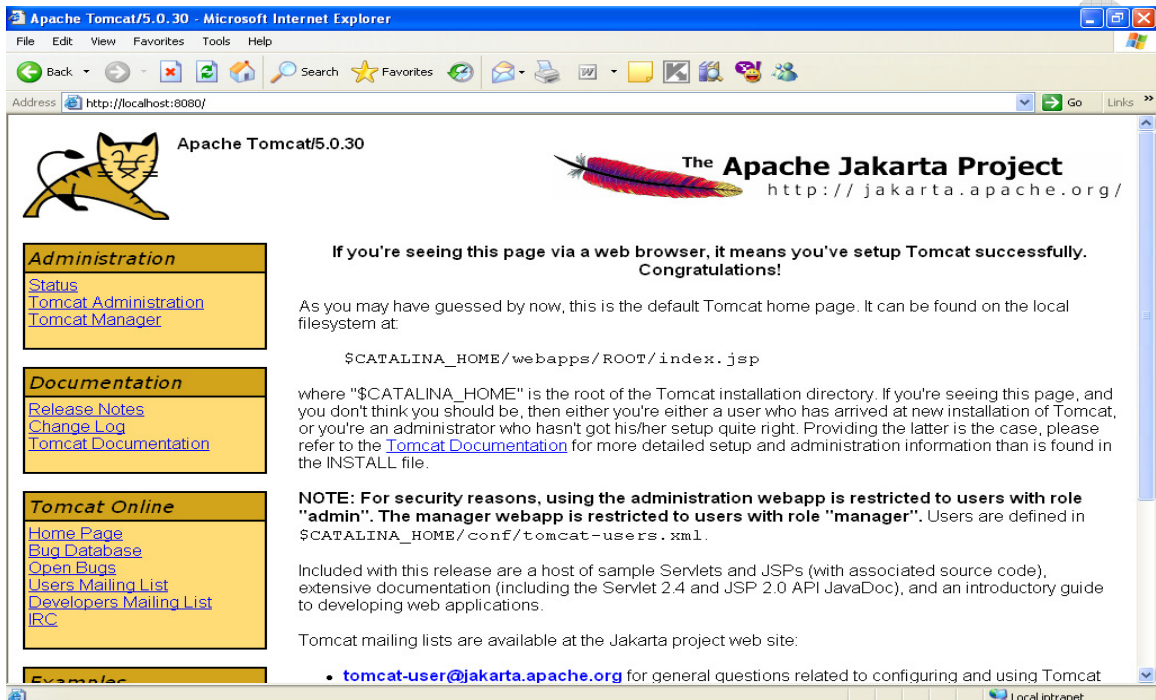 Apache Tomcat/5.0.30 - Microsoft Internet Explorer
File Edit View Favorites Tools Help
Back Search Favorites
Address http://localhost:8080/ Go Links »
Apache Tomcat/5.0.30
The Apache Jakarta Project
http://jakarta.apache.org/
Administration
Status
Tomcat Administration
Tomcat Manager
Documentation
Release Notes
Change Log
Tomcat Documentation
Tomcat Online
Home Page
Bug Database
Open Bugs
Users Mailing List
Developers Mailing List
IRC
Examples
If you're seeing this page via a web browser, it means you've setup Tomcat successfully.
Congratulations!
As you may have guessed by now, this is the default Tomcat home page. It can be found on the local
filesystem at:
$CATALINA_HOME/webapps/ROOT/index.jsp
where "$CATALINA_HOME" is the root of the Tomcat installation directory. If you're seeing this page, and
you don't think you should be, then either you're either a user who has arrived at new installation of Tomcat,
or you're an administrator who hasn't got his/her setup quite right. Providing the latter is the case, please
refer to the Tomcat Documentation for more detailed setup and administration information than is found in
the INSTALL file.
NOTE: For security reasons, using the administration webapp is restricted to users with role
"admin". The manager webapp is restricted to users with role "manager". Users are defined in
$CATALINA_HOME/conf/tomcat-users.xml.
Included with this release are a host of sample Servlets and JSPs (with associated source code),
extensive documentation (including the Servlet 2.4 and JSP 2.0 API JavaDoc), and an introductory guide
to developing web applications.
Tomcat mailing lists are available at the Jakarta project web site:
• tomcat-user@jakarta.apache.org for general questions related to configuring and using Tomcat
Local intranet